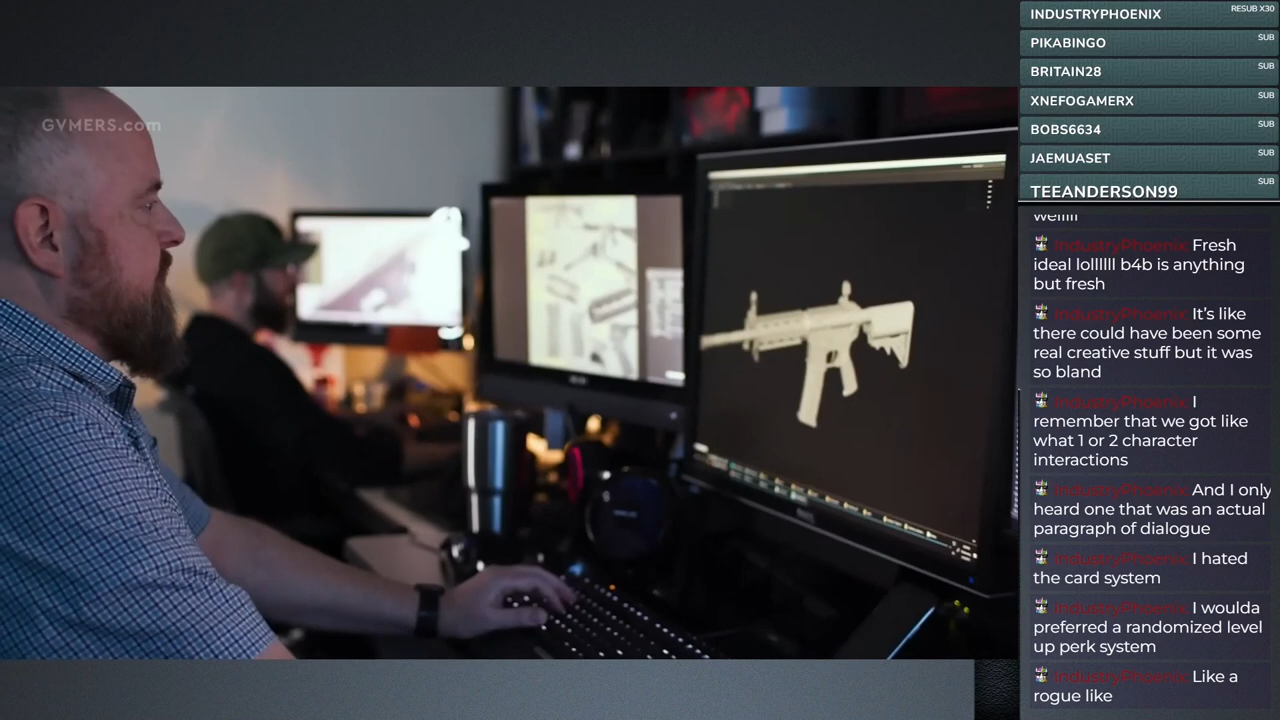 GVMERS.com
INDUSTRYPHOENIX
RESUB X30
PIKABINGO
SUB
BRITAIN28
SUB
XNEFOGAMERX
SUB
BOBS6634
SUB
JAEMUASET
SUB
TEEANDERSON99
SUB
IndustryPhoenix: Fresh
ideal lollllll b4b is anything
but fresh
IndustryPhoenix: It's like
there could have been some
real creative stuff but it was
so bland
IndustryPhoenix: I
remember that we got like
what 1 or 2 character
interactions
IndustryPhoenix: And I only
heard one that was an actual
paragraph of dialogue
IndustryPhoenix: I hated
the card system
IndustryPhoenix: I woulda
preferred a randomized level
up perk system
IndustryPhoenix: Like a
rogue like